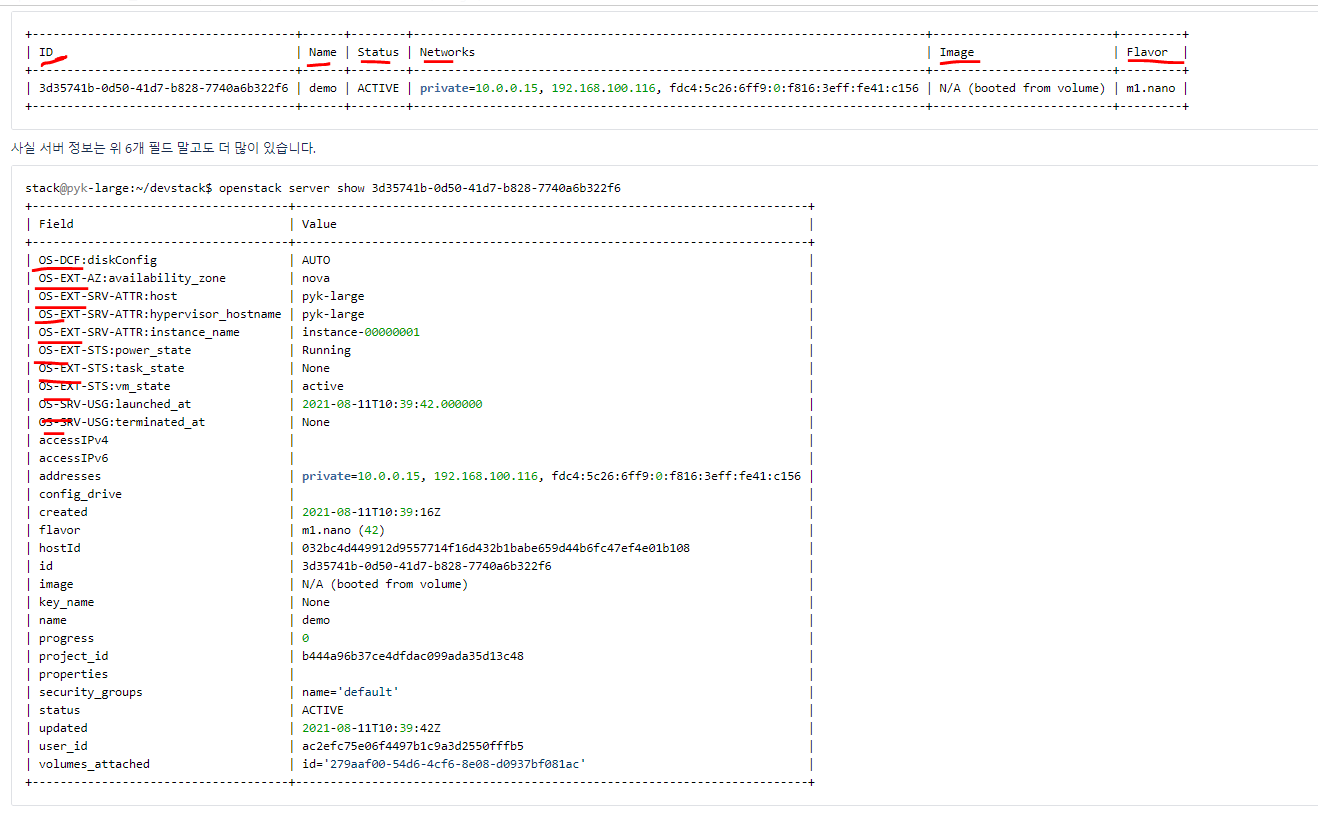 +--------------------------------------+------+--------+--------------------------------------------------------------------------+--------------------------+---------+
| ID | Name | Status | Networks | Image | Flavor |
+--------------------------------------+------+--------+--------------------------------------------------------------------------+--------------------------+---------+
| 3d35741b-0d50-41d7-b828-7740a6b322f6 | demo | ACTIVE | private=10.0.0.15, 192.168.100.116, fdc4:5c26:6ff9:0:f816:3eff:fe41:c156 | N/A (booted from volume) | m1.nano |
+--------------------------------------+------+--------+--------------------------------------------------------------------------+--------------------------+---------+
사실 서버 정보는 위 6개 필드 말고도 더 많이 있습니다.
stack@pyk-large:~/devstack$ openstack server show 3d35741b-0d50-41d7-b828-7740a6b322f6
+-------------------------------------+--------------------------------------------------------------------------+
| Field | Value |
+-------------------------------------+--------------------------------------------------------------------------+
| OS-DCF:diskConfig | AUTO |
| OS-EXT-AZ:availability_zone | nova |
| OS-EXT-SRV-ATTR:host | pyk-large |
| OS-EXT-SRV-ATTR:hypervisor_hostname | pyk-large |
| OS-EXT-SRV-ATTR:instance_name | instance-00000001 |
| OS-EXT-STS:power_state | Running |
| OS-EXT-STS:task_state | None |
| OS-EXT-STS:vm_state | active |
| OS-SRV-USG:launched_at | 2021-08-11T10:39:42.000000 |
| OS-SRV-USG:terminated_at | None |
| accessIPv4 | |
| accessIPv6 | |
| addresses | private=10.0.0.15, 192.168.100.116, fdc4:5c26:6ff9:0:f816:3eff:fe41:c156 |
| config_drive | |
| created | 2021-08-11T10:39:16Z |
| flavor | m1.nano (42) |
| hostId | 032bc4d449912d9557714f16d432b1babe659d44b6fc47ef4e01b108 |
| id | 3d35741b-0d50-41d7-b828-7740a6b322f6 |
| image | N/A (booted from volume) |
| key_name | None |
| name | demo |
| progress | 0 |
| project_id | b444a96b37ce4dfdac099ada35d13c48 |
| properties | |
| security_groups | name='default' |
| status | ACTIVE |
| updated | 2021-08-11T10:39:42Z |
| user_id | ac2efc75e06f4497b1c9a3d2550fffb5 |
| volumes_attached | id='279aaf00-54d6-4cf6-8e08-d0937bf081ac' |
+-------------------------------------+--------------------------------------------------------------------------+